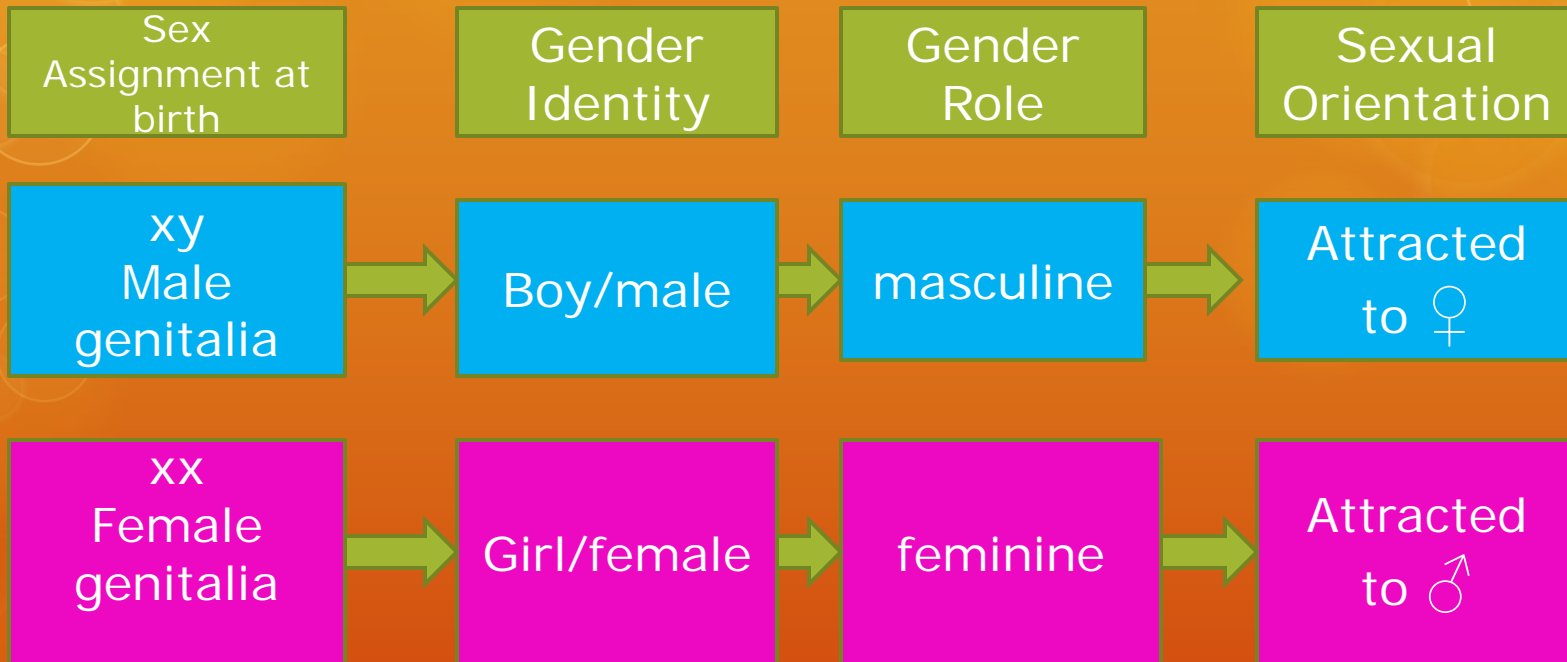 Sex
Assignment at
birth
Gender
Identity
Gender
Role
Sexual
Orientation
xy
Male
genitalia
Boy/male
masculine
Attracted
to ♀
xx
Female
genitalia
Girl/female
feminine
Attracted
to ♂